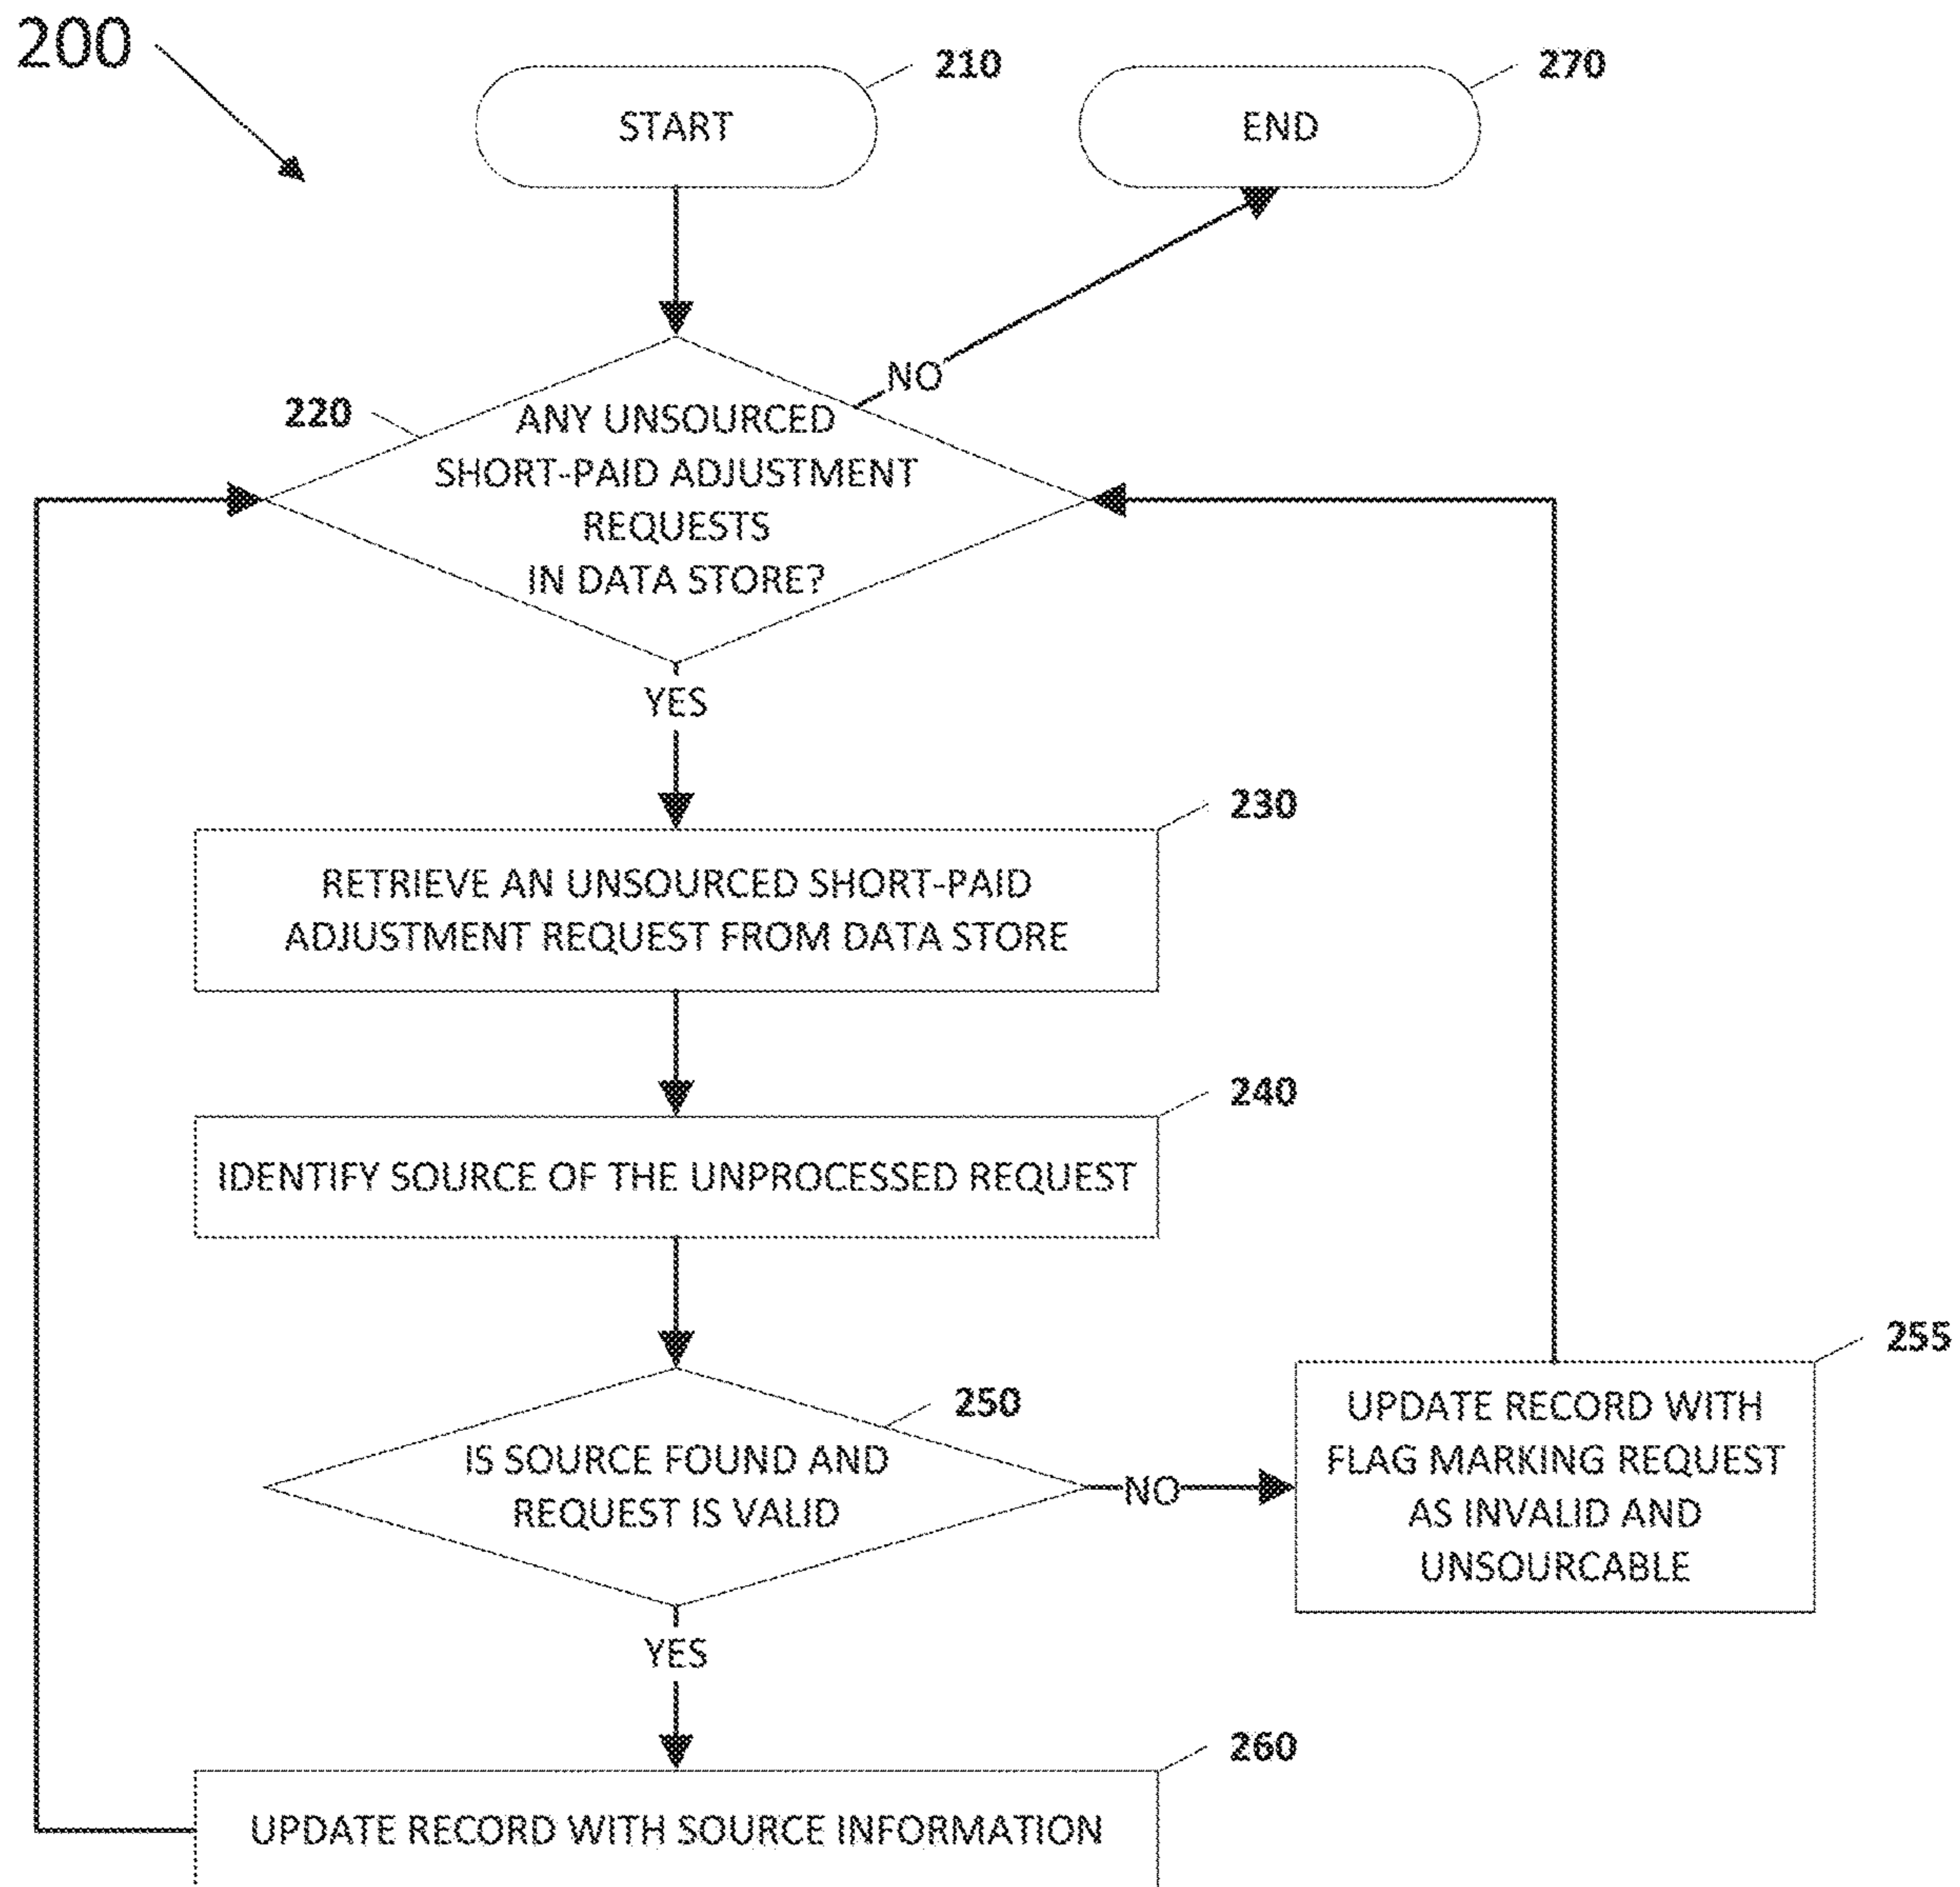 200
210
START
270
END
NO
220
ANY UNSOURCED
SHORT-PAID ADJUSTMENT
REQUESTS
IN DATA STORE?
YES
230
RETRIEVE AN UNSOURCED SHORT-PAID
ADJUSTMENT REQUEST FROM DATA STORE
240
IDENTIFY SOURCE OF THE UNPROCESSED REQUEST
250
IS SOURCE FOUND AND
REQUEST IS VALID
NO
255
UPDATE RECORD WITH
FLAG MARKING REQUEST
AS INVALID AND
UNSOURCABLE
YES
260
UPDATE RECORD WITH SOURCE INFORMATION